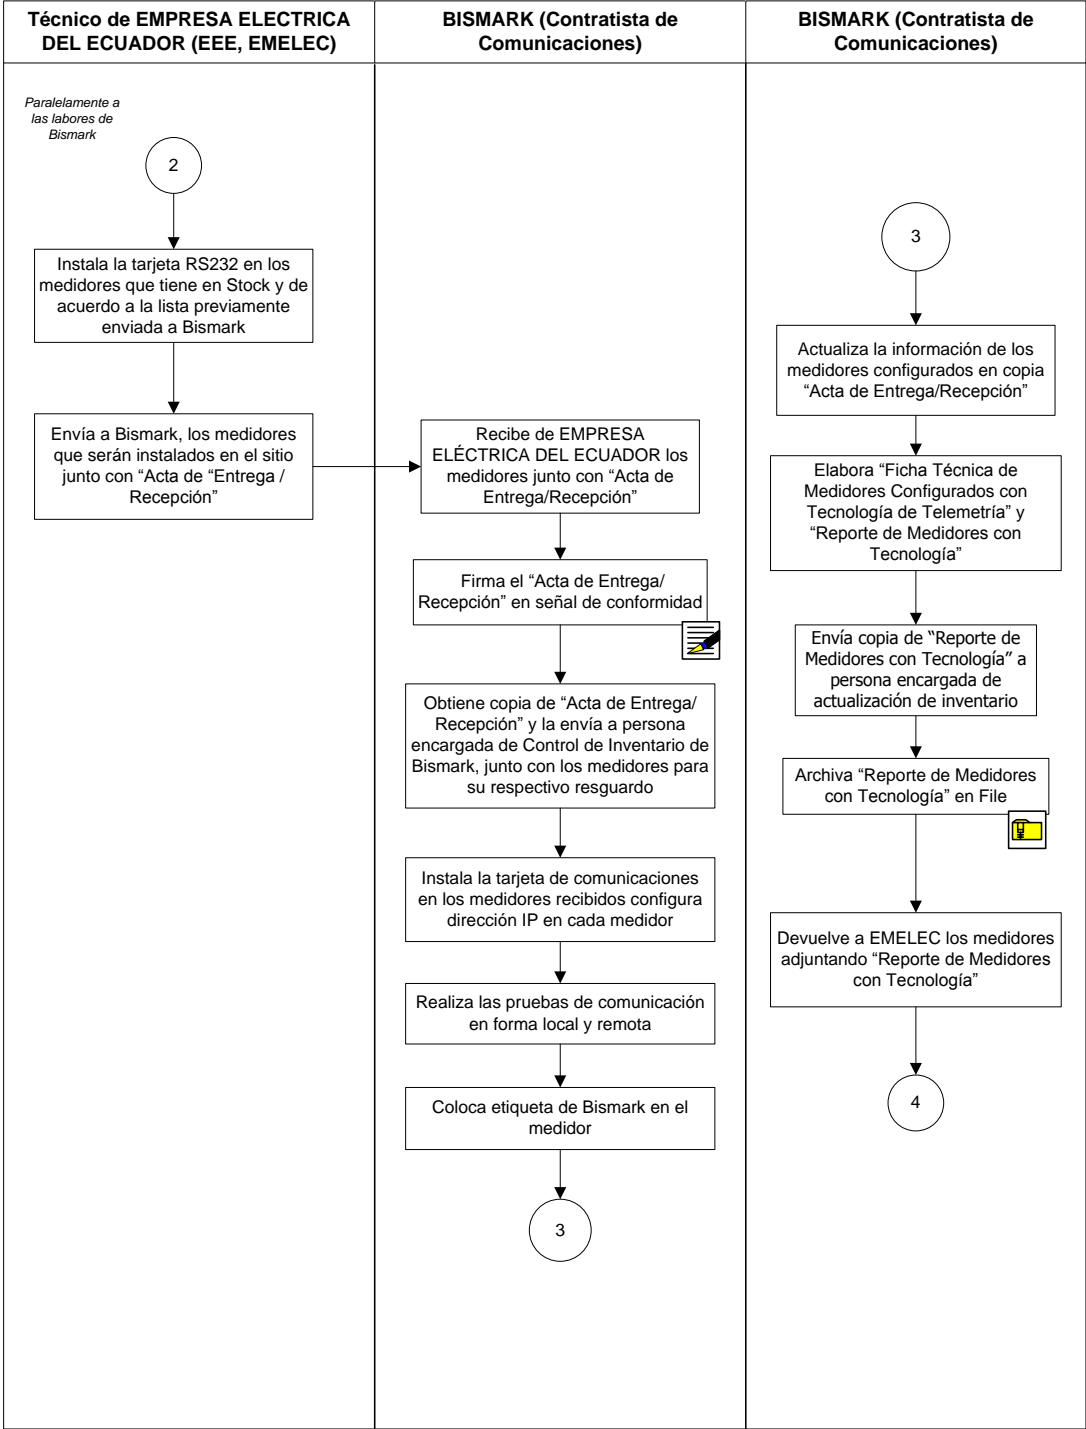 Técnico de EMPRESA ELECTRICA
DEL ECUADOR (EEE, EMELEC)
Paralelamente a
las labores de
Bismark
2
Instala la tarjeta RS232 en los
medidores que tiene en Stock y de
acuerdo a la lista previamente
enviada a Bismark
Envía a Bismark, los medidores
que serán instalados en el sitio
junto con “Acta de “Entrega /
Recepción”
BISMARK (Contratista de
Comunicaciones)
Recibe de EMPRESA
ELÉCTRICA DEL ECUADOR los
medidores junto con “Acta de
Entrega/Recepción”
Firma el “Acta de Entrega/
Recepción” en señal de conformidad
Obtiene copia de “Acta de Entrega/
Recepción” y la envía a persona
encargada de Control de Inventario de
Bismark, junto con los medidores para
su respectivo resguardo
Instala la tarjeta de comunicaciones
en los medidores recibidos configura
dirección IP en cada medidor
Realiza las pruebas de comunicación
en forma local y remota
Coloca etiqueta de Bismark en el
medidor
3
BISMARK (Contratista de
Comunicaciones)
3
Actualiza la información de los
medidores configurados en copia
“Acta de Entrega/Recepción”
Elabora “Ficha Técnica de
Medidores Configurados con
Tecnología de Telemetría” y
“Reporte de Medidores con
Tecnología”
Envía copia de “Reporte de
Medidores con Tecnología” a
persona encargada de
actualización de inventario
Archiva “Reporte de Medidores
con Tecnología” en File
Devuelve a EMELEC los medidores
adjuntando “Reporte de Medidores
con Tecnología”
4